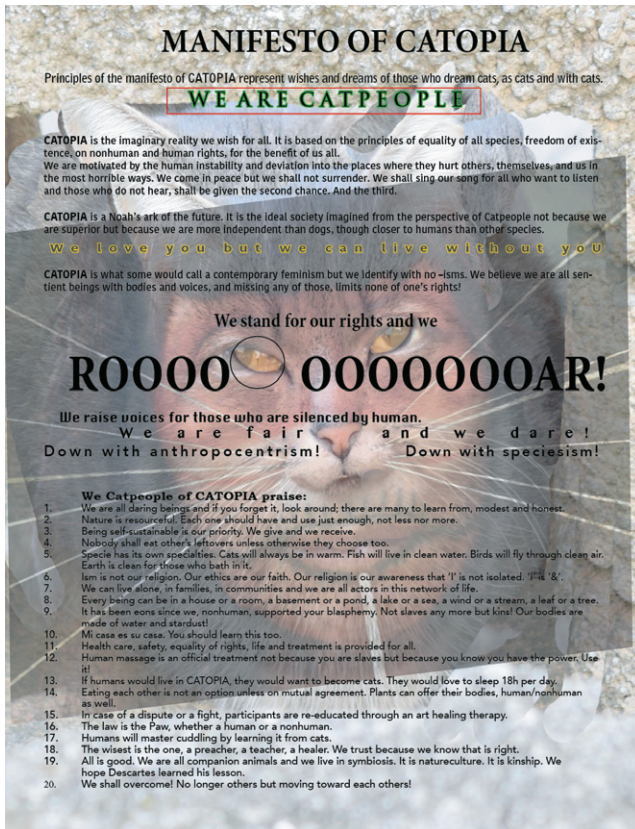 MANIFESTO OF CATOPIA
Principles of the manifesto of CATOPIA represent wishes and dreams of those who dream cats, as cats and with cats.
WE ARE CATPEOPLE
CATOPIA is the imaginary reality we wish for all. It is based on the principles of equality of all species, freedom of exis-
tence, on nonhuman and human rights, for the benefit of us all.
We are motivated by the human instability and deviation into the places where they hurt others, themselves, and us in
the most horrible ways. We come in peace but we shall not surrender. We shall sing our song for all who want to listen
and those who do not hear, shall be given the second chance. And the third.
CATOPIA is a Noah's ark of the future. It is the ideal society imagined from the perspective of Catpeople not because we
are superior but because we are more independent than dogs, though closer to humans than other species.
We love you but we can live without yoU
CATOPIA is what some would call a contemporary feminism but we identify with no –isms. We believe we are all sen-
tient beings with bodies and voices, and missing any of those, limits none of one's rights!
We stand for our rights and we
ROOOO OOOOOOOOAR!
We raise voices for those who are silenced by human.
We are fair and we dare!
Down with anthropocentrism! Down with speciesism!
We Catpeople of CATOPIA praise:
1. We are all daring beings and if you forget it, look around; there are many to learn from, modest and honest.
2. Nature is resourceful. Each one should have and use just enough, not less nor more.
3. Being self-sustainable is our priority. We give and we receive.
4. Nobody shall eat other's leftovers unless otherwise they choose too.
5. Specie has its own specialties. Cats will always be in warm. Fish will live in clean water. Birds will fly through clean air.
Earth is clean for those who bath in it.
6. Ism is not our religion. Our ethics are our faith. Our religion is our awareness that 'I' is not isolated. 'I' is '&'.
7. We can live alone, in families, in communities and we are all actors in this network of life.
8. Every being can be in a house or a room, a basement or a pond, a lake or a sea, a wind or a stream, a leaf or a tree.
9. It has been eons since we, nonhuman, supported your blasphemy. Not slaves any more but kins! Our bodies are
made of water and stardust!
10. Mi casa es su casa. You should learn this too.
11. Health care, safety, equality of rights, life and treatment is provided for all.
12. Human massage is an official treatment not because you are slaves but because you know you have the power. Use
it!
13. If humans would live in CATOPIA, they would want to become cats. They would love to sleep 18h per day.
14. Eating each other is not an option unless on mutual agreement. Plants can offer their bodies, human/nonhuman
as well.
15. In case of a dispute or a fight, participants are re-educated through an art healing therapy.
16. The law is the Paw, whether a human or a nonhuman.
17. Humans will master cuddling by learning it from cats.
18. The wisest is the one, a preacher, a teacher, a healer. We trust because we know that is right.
19. All is good. We are all companion animals and we live in symbiosis. It is natureculture. It is kinship. We
hope Descartes learned his lesson.
20. We shall overcome! No longer others but moving toward each others!